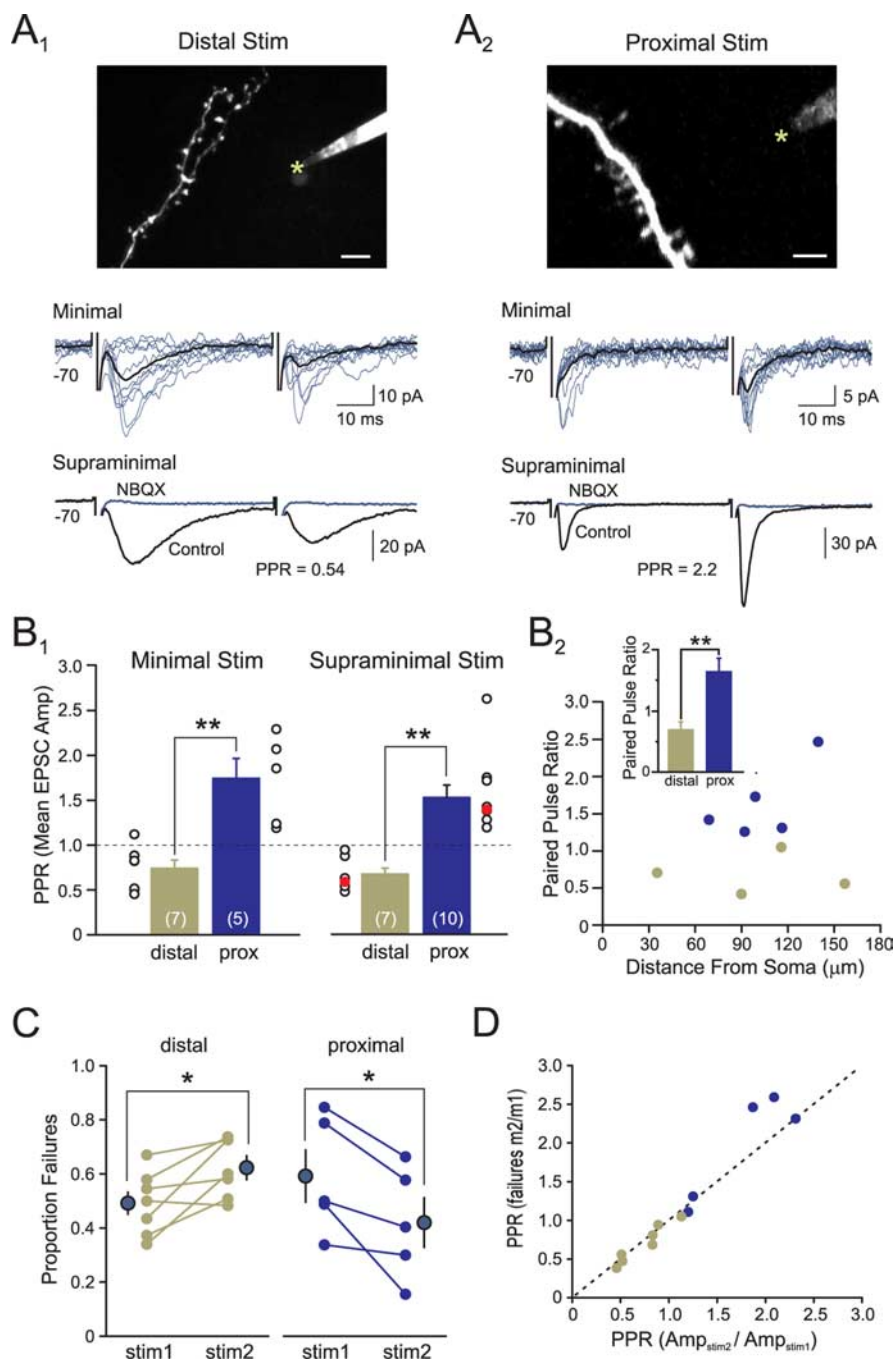 A1
Distal Stim
*
Minimal
-70
10 pA
10 ms
Supraminimal
NBQX
-70
Control
20 pA
PPR = 0.54
A2
Proximal Stim
*
Minimal
-70
5 pA
10 ms
Supraminimal
NBQX
-70
Control
30 pA
PPR = 2.2
B1
Minimal Stim
Supraminimal Stim
PPR (Mean EPSC Amp)
3.0
2.5
2.0
1.5
1.0
0.5
0
**
**
(7)
(5)
(7)
(10)
distal
prox
distal
prox
B2
Paired Pulse Ratio
3.0
2.5
2.0
1.5
1.0
0.5
0
0
30
60
90
120
150
180
Distance From Soma (μm)
Paired Pulse Ratio
2
1
0
**
distal
prox
C
distal
proximal
Proportion Failures
1.0
0.8
0.6
0.4
0.2
0
*
*
stim1
stim2
stim1
stim2
D
PPR (failures m2/m1)
3.0
2.5
2.0
1.5
1.0
0.5
0
0
0.5
1.0
1.5
2.0
2.5
3.0
PPR (Ampstim2 / Ampstim1)